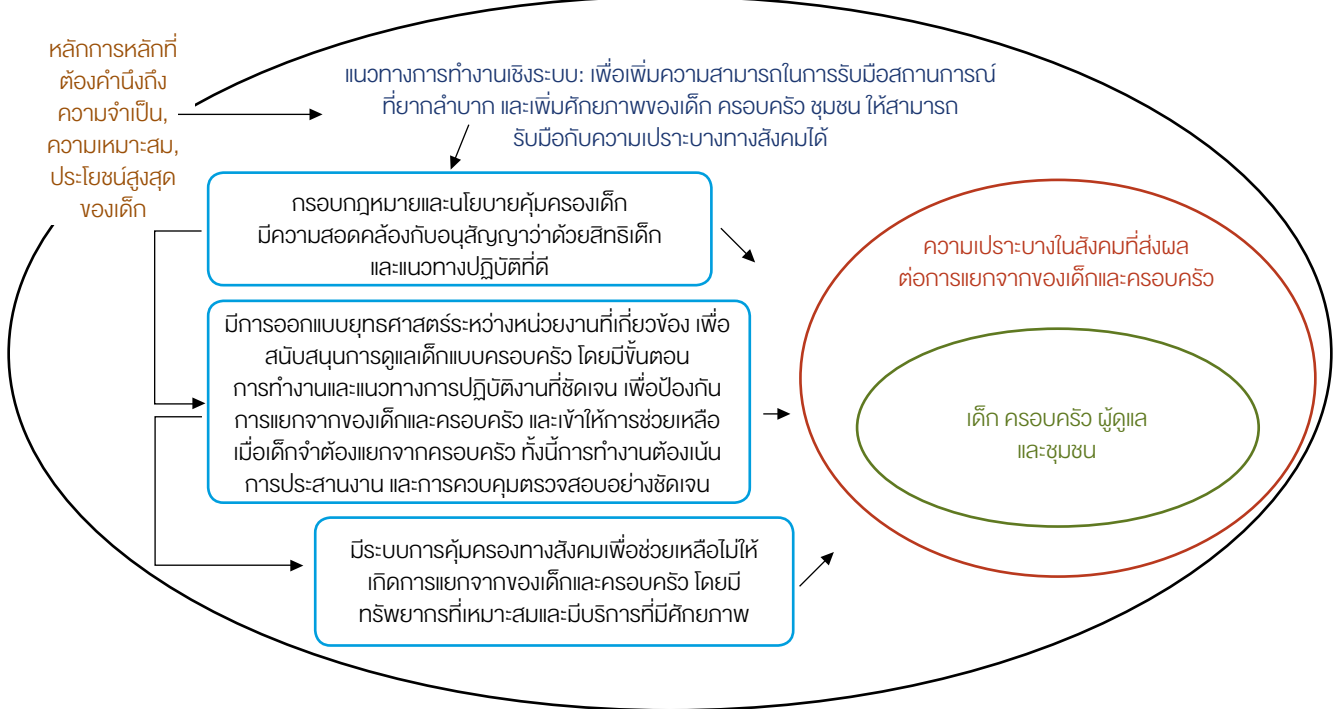 หลักการหลักที่
ต้องคำนึงถึง
ความจำเป็น,
ความเหมาะสม,
ประโยชน์สูงสุด
ของเด็ก
แนวทางการทำงานเชิงระบบ: เพื่อเพิ่มความสามารถในการรับมือสถานการณ์
ที่ยากลำบาก และเพิ่มศักยภาพของเด็ก ครอบครัว ชุมชน ให้สามารถ
รับมือกับความเปราะบางทางสังคมได้
กรอบกฎหมายและนโยบายคุ้มครองเด็ก
มีความสอดคล้องกับอนุสัญญาว่าด้วยสิทธิเด็ก
และแนวทางปฏิบัติที่ดี
มีการออกแบบยุทธศาสตร์ระหว่างหน่วยงานที่เกี่ยวข้อง เพื่อ
สนับสนุนการดูแลเด็กแบบครอบครัว โดยมีขั้นตอน
การทำงานและแนวทางการปฏิบัติงานที่ชัดเจน เพื่อป้องกัน
การแยกจากของเด็กและครอบครัว และเข้าให้การช่วยเหลือ
เมื่อเด็กจำต้องแยกจากครอบครัว ทั้งนี้การทำงานต้องเน้น
การประสานงาน และการควบคุมตรวจสอบอย่างชัดเจน
มีระบบการคุ้มครองทางสังคมเพื่อช่วยเหลือไม่ให้
เกิดการแยกจากของเด็กและครอบครัว โดยมี
ทรัพยากรที่เหมาะสมและมีบริการที่มีศักยภาพ
ความเปราะบางในสังคมที่ส่งผล
ต่อการแยกจากของเด็กและครอบครัว
เด็ก ครอบครัว ผู้ดูแล
และชุมชน